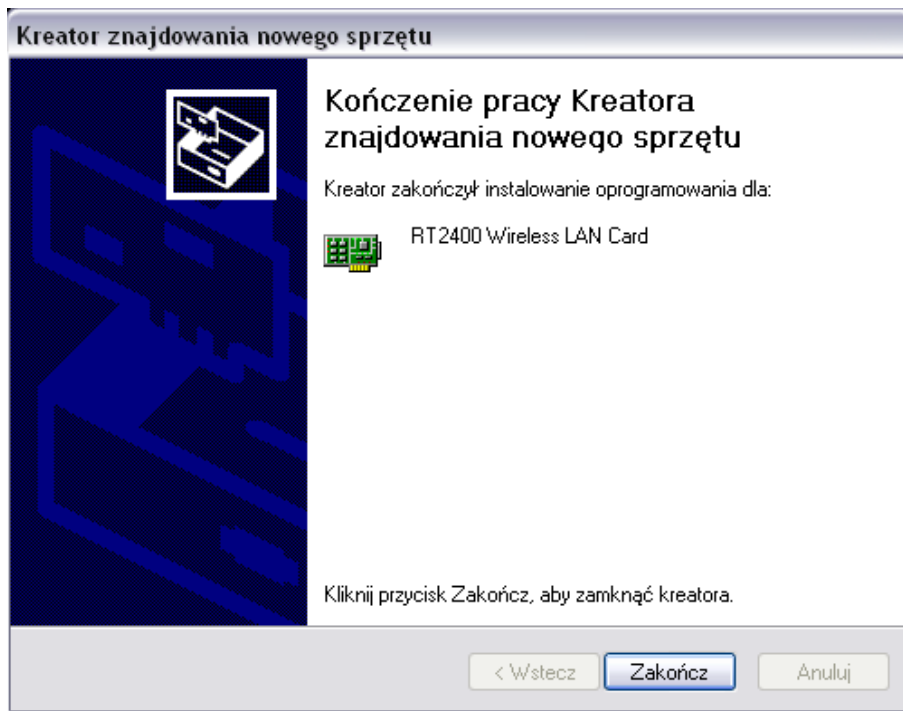 Kreator znajdowania nowego sprzętu
Kończenie pracy Kreatora
znajdowania nowego sprzętu
Kreator zakończył instalowanie oprogramowania dla:
RT2400 Wireless LAN Card
Kliknij przycisk Zakończ, aby zamknąć kreatora.
< Wstecz
Zakończ
Anuluj